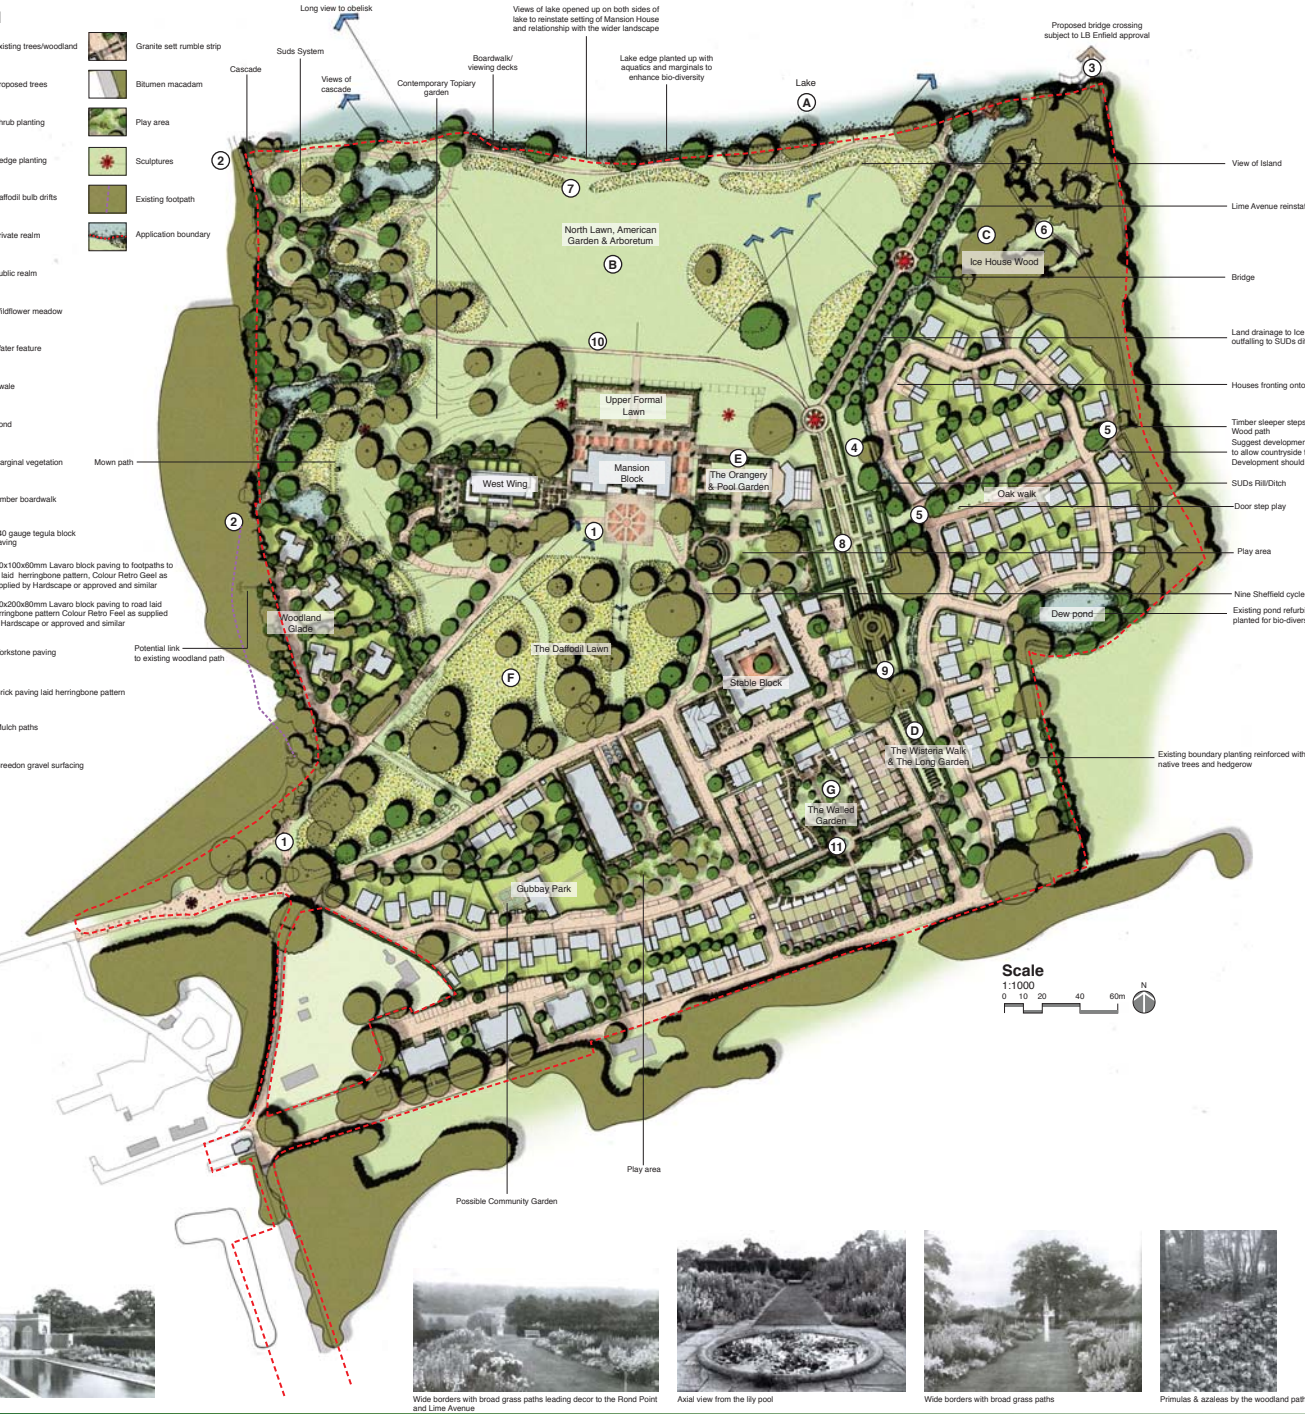 Long view to obelisk
Views of lake opened up on both sides of
lake to reinstate setting of Mansion House
and relationship with the wider landscape
Proposed bridge crossing
subject to LB Enfield approval
Suds System
Cascade
Views of
cascade
Contemporary Topiary
garden
Boardwalk/
viewing decks
Lake edge planted up with
aquatics and marginals to
enhance bio-diversity
Lake
A
3
2
xisting trees/woodland
roposed trees
hrub planting
edge planting
affodil bulb drifts
rivate realm
ublic realm
ildflower meadow
ater feature
wale
ond
arginal vegetation
mber boardwalk
40 gauge tegula block
aving
0x100x60mm Lavaro block paving to footpaths to
laid herringbone pattern, Colour Retro Geel as
pplied by Hardscape or approved and similar
0x200x80mm Lavaro block paving to road laid
rringbone pattern Colour Retro Feel as supplied
Hardscape or approved and similar
orkstone paving
rick paving laid herringbone pattern
ulch paths
reedon gravel surfacing
Granite sett rumble strip
Bitumen macadam
Play area
Sculptures
Existing footpath
Application boundary
Mown path
Potential link
to existing woodland path
7
North Lawn, American
Garden & Arboretum
B
C
6
Ice House Wood
10
Upper Formal
Lawn
Mansion
Block
West Wing
E
The Orangery
& Pool Garden
4
5
5
Oak walk
2
1
8
Dew pond
Woodland
Glade
The Daffodil Lawn
F
Stable Block
9
D
The Wisteria Walk
& The Long Garden
G
The Walled
Garden
11
1
Gubbay Park
View of Island
Lime Avenue reinstat
Bridge
Land drainage to Ice
outfalling to SUDs dit
Houses fronting onto
Timber sleeper steps
Wood path
Suggest developmen
to allow countryside
Development should
SUDs Rill/Ditch
Door step play
Play area
Nine Sheffield cycle
Existing pond refurbi
planted for bio-divers
Existing boundary planting reinforced with
native trees and hedgerow
Scale
1:1000
0 10 20 40 60m
N
Play area
Possible Community Garden
Wide borders with broad grass paths leading decor to the Rond Point
and Lime Avenue
Axial view from the lily pool
Wide borders with broad grass paths
Primulas & azaleas by the woodland path